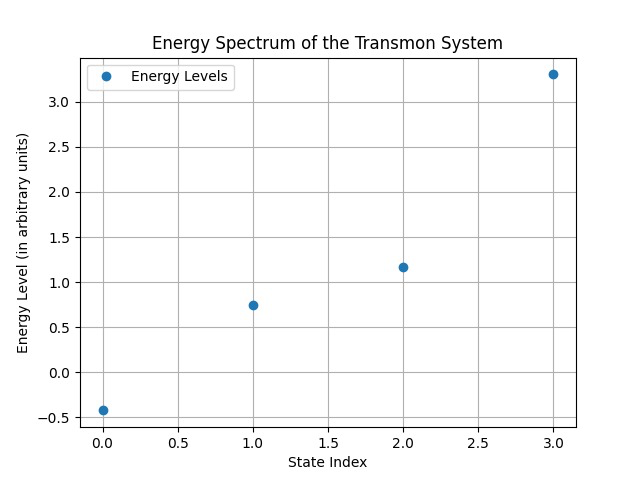 Energy Spectrum of the Transmon System
Energy Levels
Energy Level (in arbitrary units)
3.0
2.5
2.0
1.5
1.0
0.5
0.0
−0.5
0.0 0.5 1.0 1.5 2.0 2.5 3.0
State Index